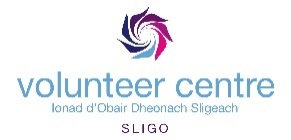 volunteer centre
Ionad d'Obair Dheonach Sligeach
SLIGO